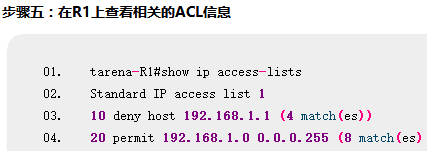 步骤五：在R1上查看相关的ACL信息
01. tarena-R1#show ip access-lists
02. Standard IP access list 1
03. 10 deny host 192.168.1.1 (4 match(es))
04. 20 permit 192.168.1.0 0.0.0.255 (8 match(es)